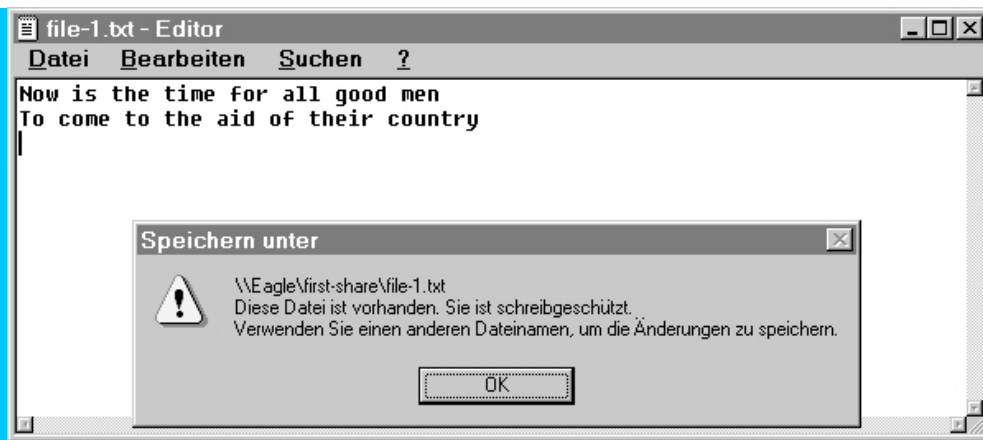 file-1.txt - Editor
Datei Bearbeiten Suchen ?
Now is the time for all good men
To come to the aid of their country
Speichern unter
\\Eagle\first-share\file-1.txt
Diese Datei ist vorhanden. Sie ist schreibgeschützt.
Verwenden Sie einen anderen Dateinamen, um die Änderungen zu speichern.
OK